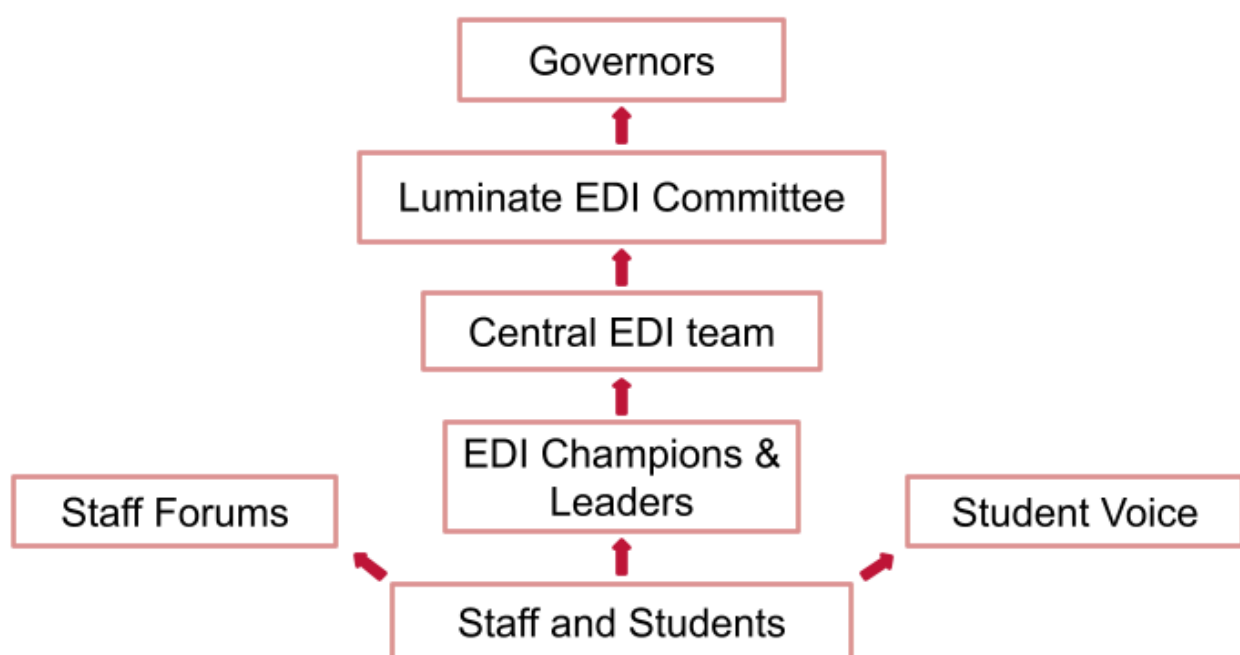 Governors
Luminate EDI Committee
Central EDI team
EDI Champions &
Leaders
Staff Forums
Student Voice
Staff and Students